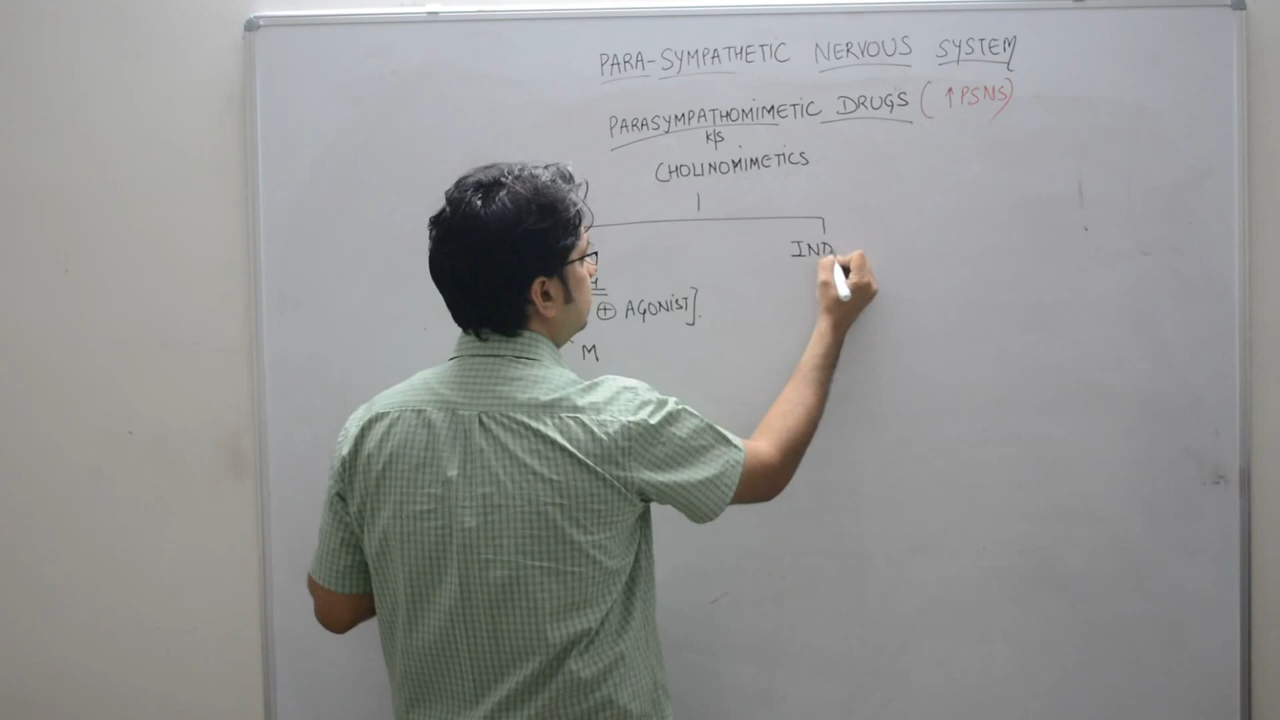 PARA-SYMPATHETIC NERVOUS SYSTEM
PARASYMPATHOMIMETIC DRUGS (↑PSNS)
K/S
CHOLINOMIMETICS
IND
⊕ AGONIST].
M